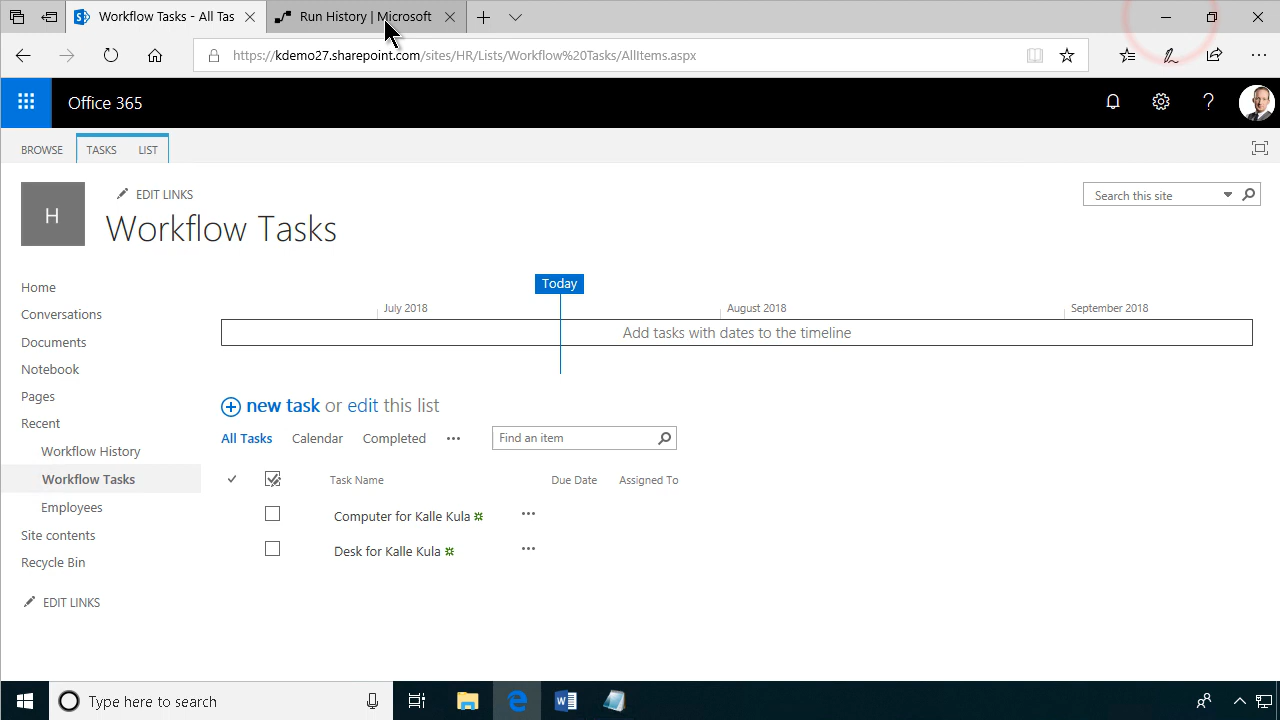 Workflow Tasks - All Tas
Run History | Microsoft
https://kdemo27.sharepoint.com/sites/HR/Lists/Workflow%20Tasks/AllItems.aspx
Office 365
BROWSE
TASKS
LIST
H
EDIT LINKS
Workflow Tasks
Search this site
Home
Conversations
Documents
Notebook
Pages
Recent
Workflow History
Workflow Tasks
Employees
Site contents
Recycle Bin
EDIT LINKS
Today
July 2018
August 2018
September 2018
Add tasks with dates to the timeline
new task or edit this list
All Tasks
Calendar
Completed
Find an item
Task Name
Due Date
Assigned To
Computer for Kalle Kula
Desk for Kalle Kula
Type here to search